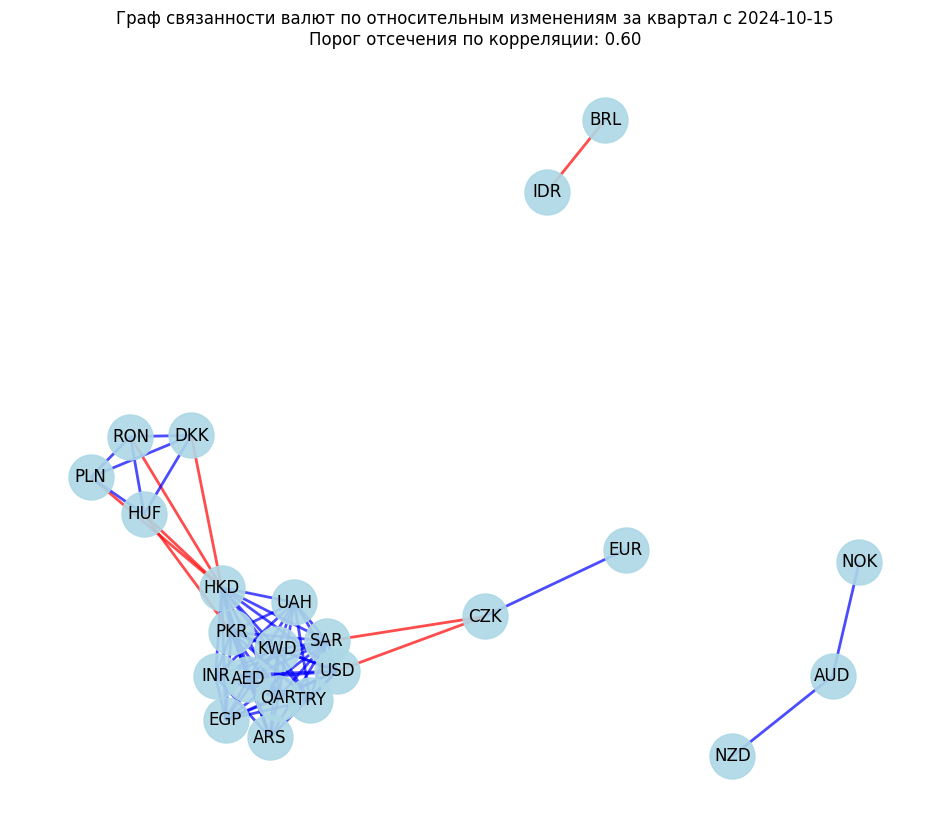 Граф связанности валют по относительным изменениям за квартал с 2024-10-15
Порог отсечения по корреляции: 0.60
BRL
IDR
RON
DKK
PLN
HUF
EUR
NOK
HKD
UAH
CZK
PKR
SAR
KWD
USD
INR
AED
AUD
QAR
TRY
EGP
ARS
NZD